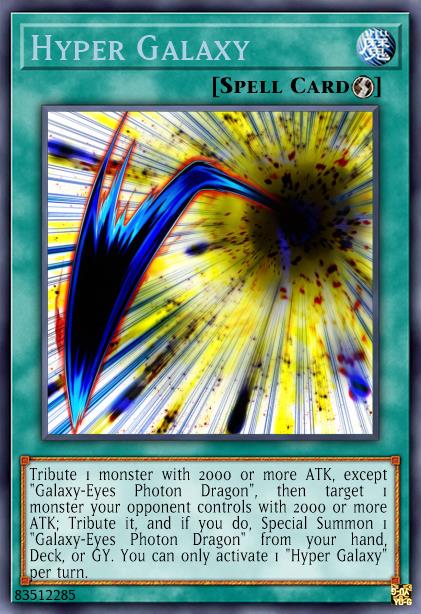 Hyper Galaxy
魔
[Spell Card]
Tribute 1 monster with 2000 or more ATK, except
"Galaxy-Eyes Photon Dragon", then target 1
monster your opponent controls with 2000 or more
ATK; Tribute it, and if you do, Special Summon 1
"Galaxy-Eyes Photon Dragon" from your hand,
Deck, or GY. You can only activate 1 "Hyper Galaxy"
per turn.
83512285